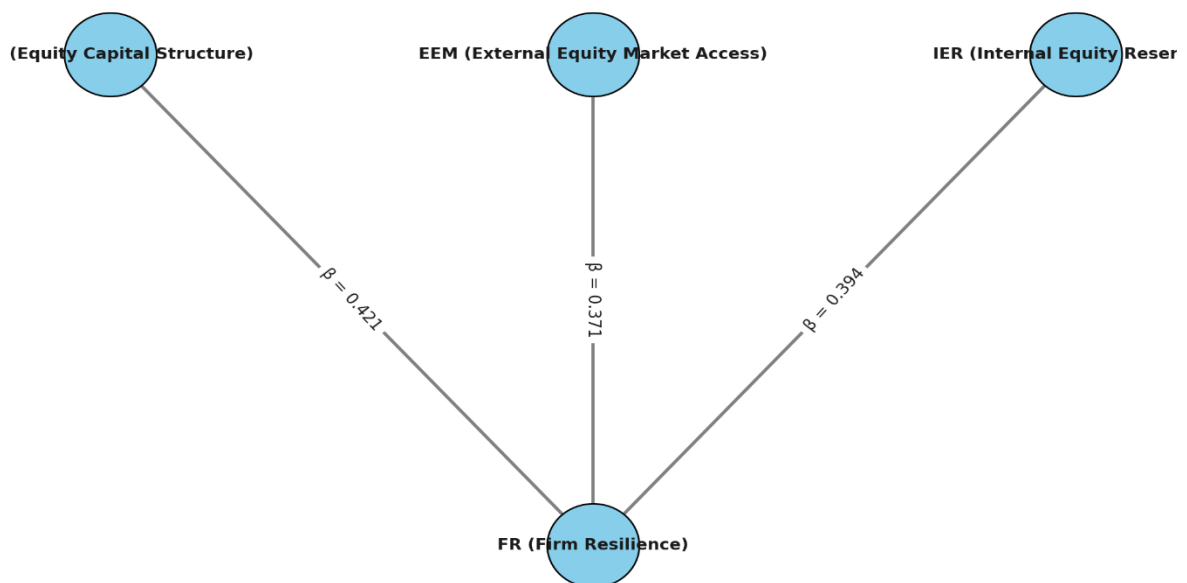 (Equity Capital Structure)
EEM (External Equity Market Access)
IER (Internal Equity Reser
β = 0.421
β = 0.371
β = 0.394
FR (Firm Resilience)